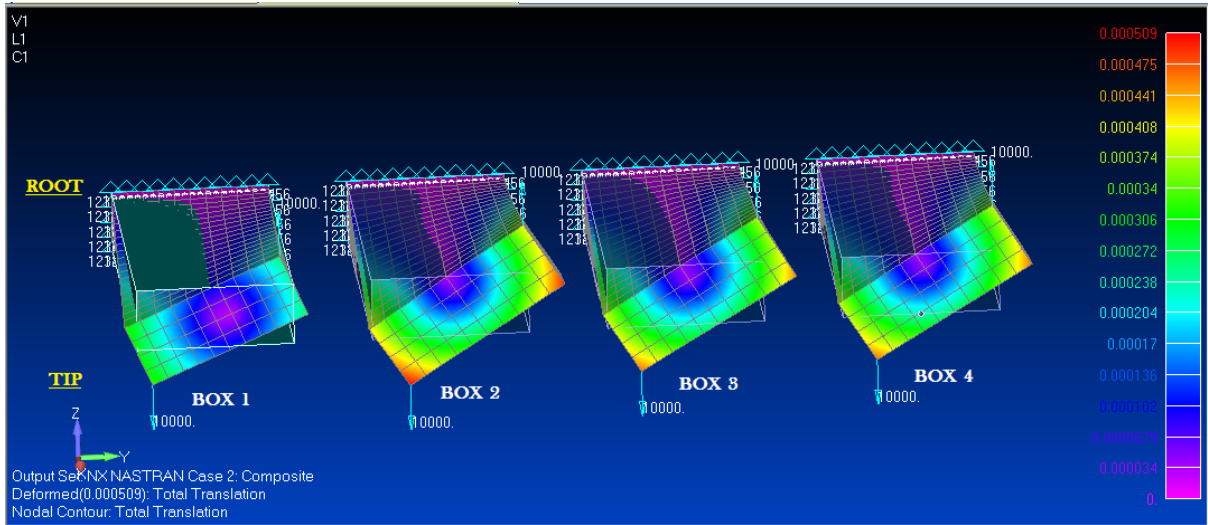 V1
L1
C1
ROOT
TIP
10000.
10000.
10000.
10000.
BOX 1
BOX 2
BOX 3
BOX 4
10000.
10000.
10000.
10000.
Z
Y
Output Set: NX NASTRAN Case 2: Composite
Deformed(0.000509): Total Translation
Nodal Contour: Total Translation
0.000509
0.000475
0.000441
0.000408
0.000374
0.00034
0.000306
0.000272
0.000238
0.000204
0.00017
0.000136
0.000102
0.0000679
0.000034
0.